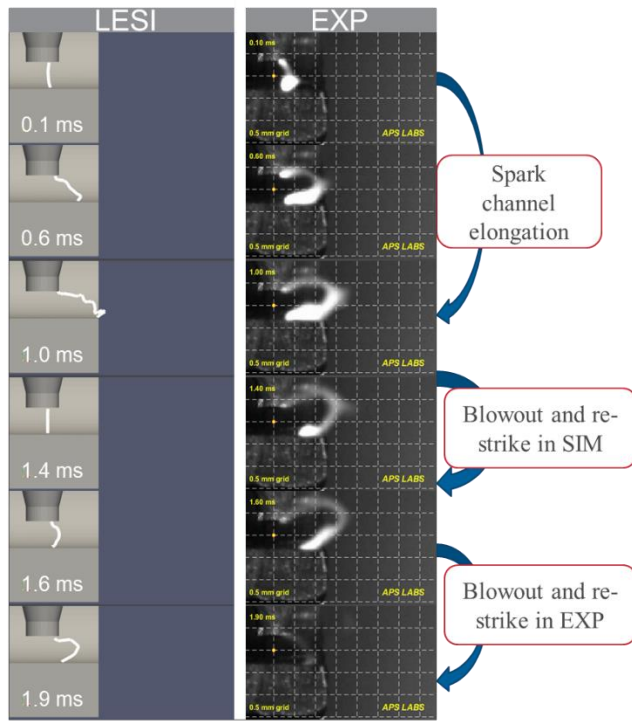 LESI
EXP
0.1 ms
0.10 ms
0.5 mm grid
APS LABS
0.6 ms
0.60 ms
0.5 mm grid
APS LABS
Spark
channel
elongation
1.0 ms
1.00 ms
0.5 mm grid
APS LABS
1.4 ms
1.40 ms
0.5 mm grid
APS LABS
Blowout and re-
strike in SIM
1.6 ms
1.60 ms
0.5 mm grid
APS LABS
Blowout and re-
strike in EXP
1.9 ms
1.90 ms
0.5 mm grid
APS LABS